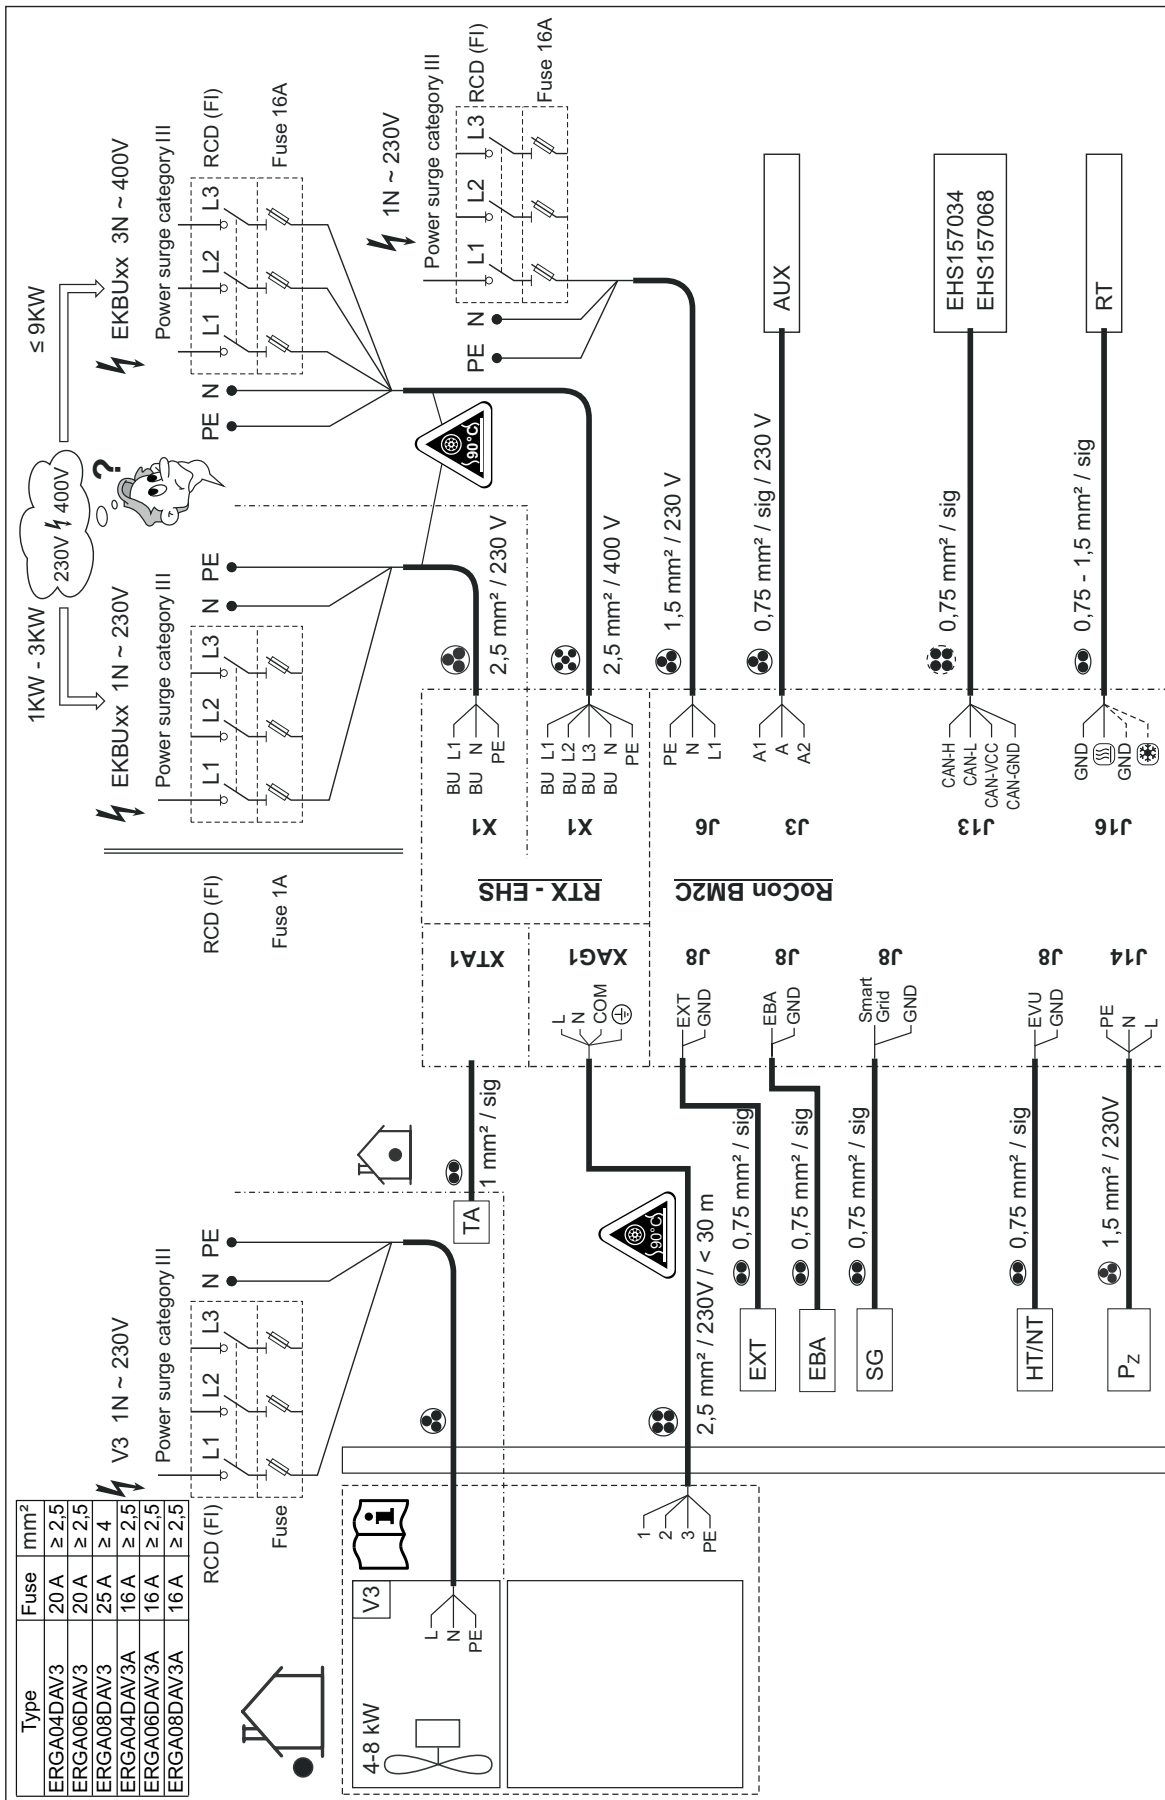 Type Fuse mm²
ERGA04DAV3 20 A ≥ 2,5
ERGA06DAV3 20 A ≥ 2,5
ERGA08DAV3 25 A ≥ 4
ERGA04DAV3A 16 A ≥ 2,5
ERGA06DAV3A 16 A ≥ 2,5
ERGA08DAV3A 16 A ≥ 2,5
V3 1N ~ 230V
Power surge category III
L1 L2 L3 N PE
RCD (FI)
Fuse
4-8 kW
V3
L
N
PE
1
2
3
PE
1KW - 3KW
230V 400V
?
≤ 9KW
EKBUxx 1N ~ 230V
Power surge category III
RCD (FI)
L1 L2 L3 N PE
Fuse 1A
EKBUxx 3N ~ 400V
Power surge category III
PE N L1 L2 L3
RCD (FI)
Fuse 16A
1N ~ 230V
Power surge category III
PE N L1 L2 L3
RCD (FI)
Fuse 16A
90°C
90°C
TA
1 mm² / sig
XTA1
2,5 mm² / 230V / < 30 m
L
N
COM
XAG1
RTX - EHS
X1
BU L1
BU N
PE
2,5 mm² / 230 V
X1
BU L1
BU L2
BU L3
BU N
PE
2,5 mm² / 400 V
RoCon BM2C
EXT
0,75 mm² / sig
EXT
GND
J8
EBA
0,75 mm² / sig
EBA
GND
J8
SG
0,75 mm² / sig
Smart
Grid
GND
J8
HT/NT
0,75 mm² / sig
EVU
GND
J8
Pz
1,5 mm² / 230V
PE
N
L
J14
J6
PE
N
L1
1,5 mm² / 230 V
J3
A1
A
A2
0,75 mm² / sig / 230 V
AUX
J13
CAN-H
CAN-L
CAN-VCC
CAN-GND
0,75 mm² / sig
EHS157034
EHS157068
J16
GND
GND
0,75 - 1,5 mm² / sig
RT